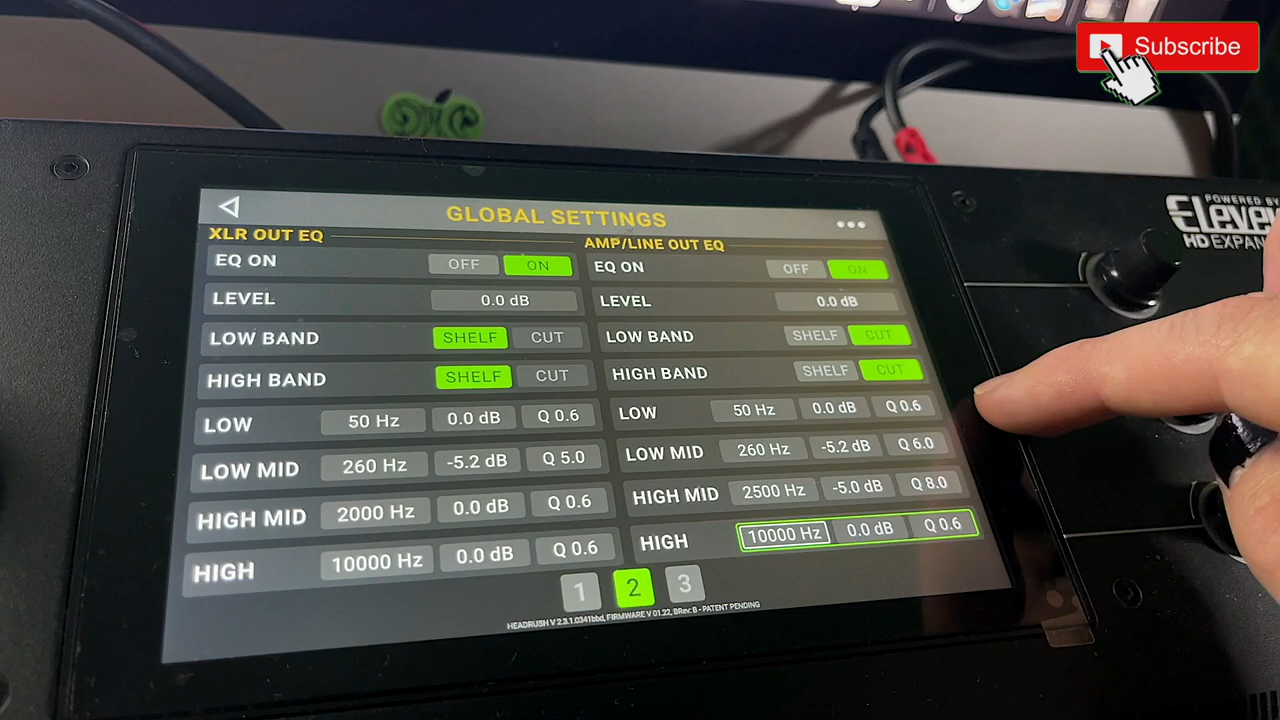 Subscribe
POWERED BY
HD EXPAN
GLOBAL SETTINGS
XLR OUT EQ
EQ ON OFF ON
LEVEL 0.0 dB
LOW BAND SHELF CUT
HIGH BAND SHELF CUT
LOW 50 Hz 0.0 dB Q 0.6
LOW MID 260 Hz -5.2 dB Q 5.0
HIGH MID 2000 Hz 0.0 dB Q 0.6
HIGH 10000 Hz 0.0 dB Q 0.6
AMP/LINE OUT EQ
EQ ON OFF ON
LEVEL 0.0 dB
LOW BAND SHELF CUT
HIGH BAND SHELF CUT
LOW 50 Hz 0.0 dB Q 0.6
LOW MID 260 Hz -5.2 dB Q 6.0
HIGH MID 2500 Hz -5.0 dB Q 8.0
HIGH 10000 Hz 0.0 dB Q 0.6
1 2 3
HEADRUSH V 2.3.1.0341bbd, FIRMWARE V 01.22, BRev: B - PATENT PENDING